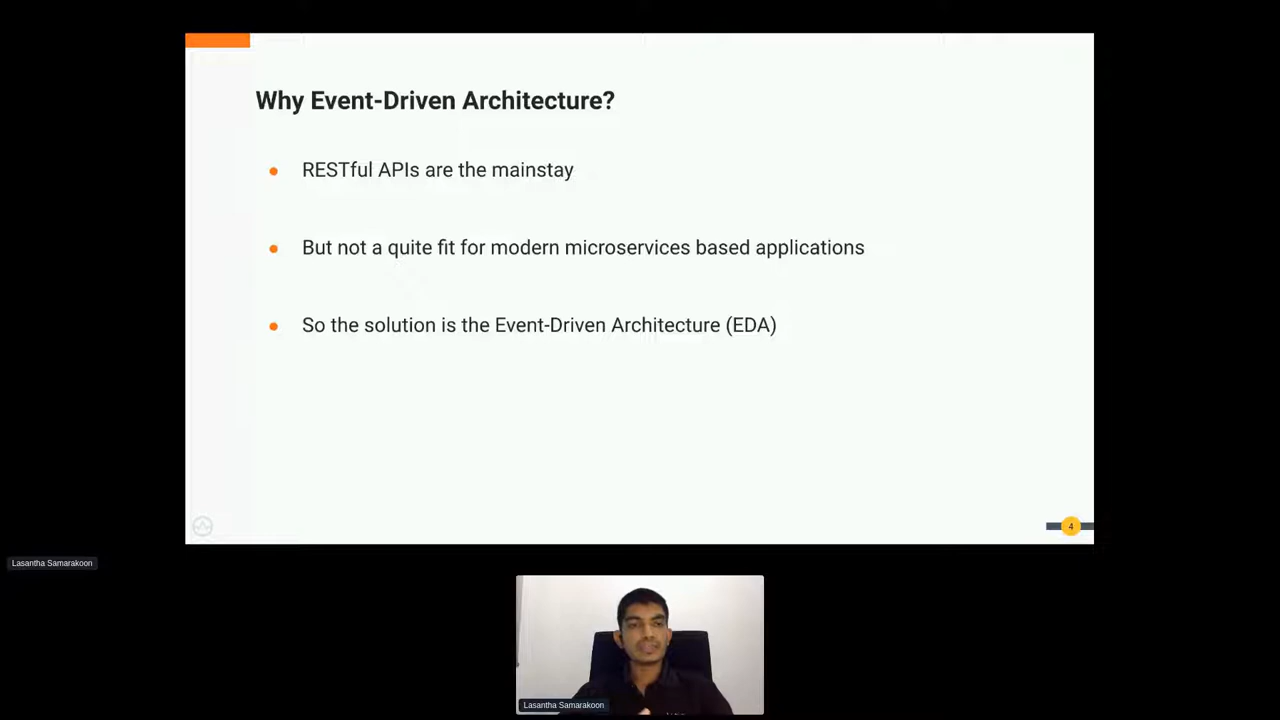 Why Event-Driven Architecture?
RESTful APIs are the mainstay
But not a quite fit for modern microservices based applications
So the solution is the Event-Driven Architecture (EDA)
4
Lasantha Samarakoon
Lasantha Samarakoon